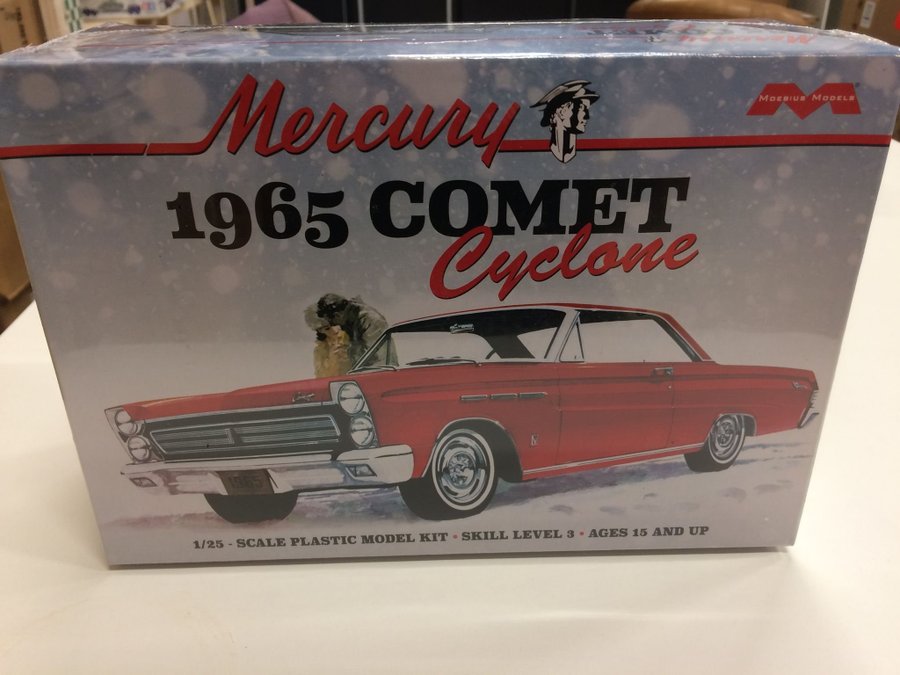 Mercury
MOEBIUS MODELS
1965 COMET
Cyclone
1965
1/25 - SCALE PLASTIC MODEL KIT • SKILL LEVEL 3 • AGES 15 AND UP